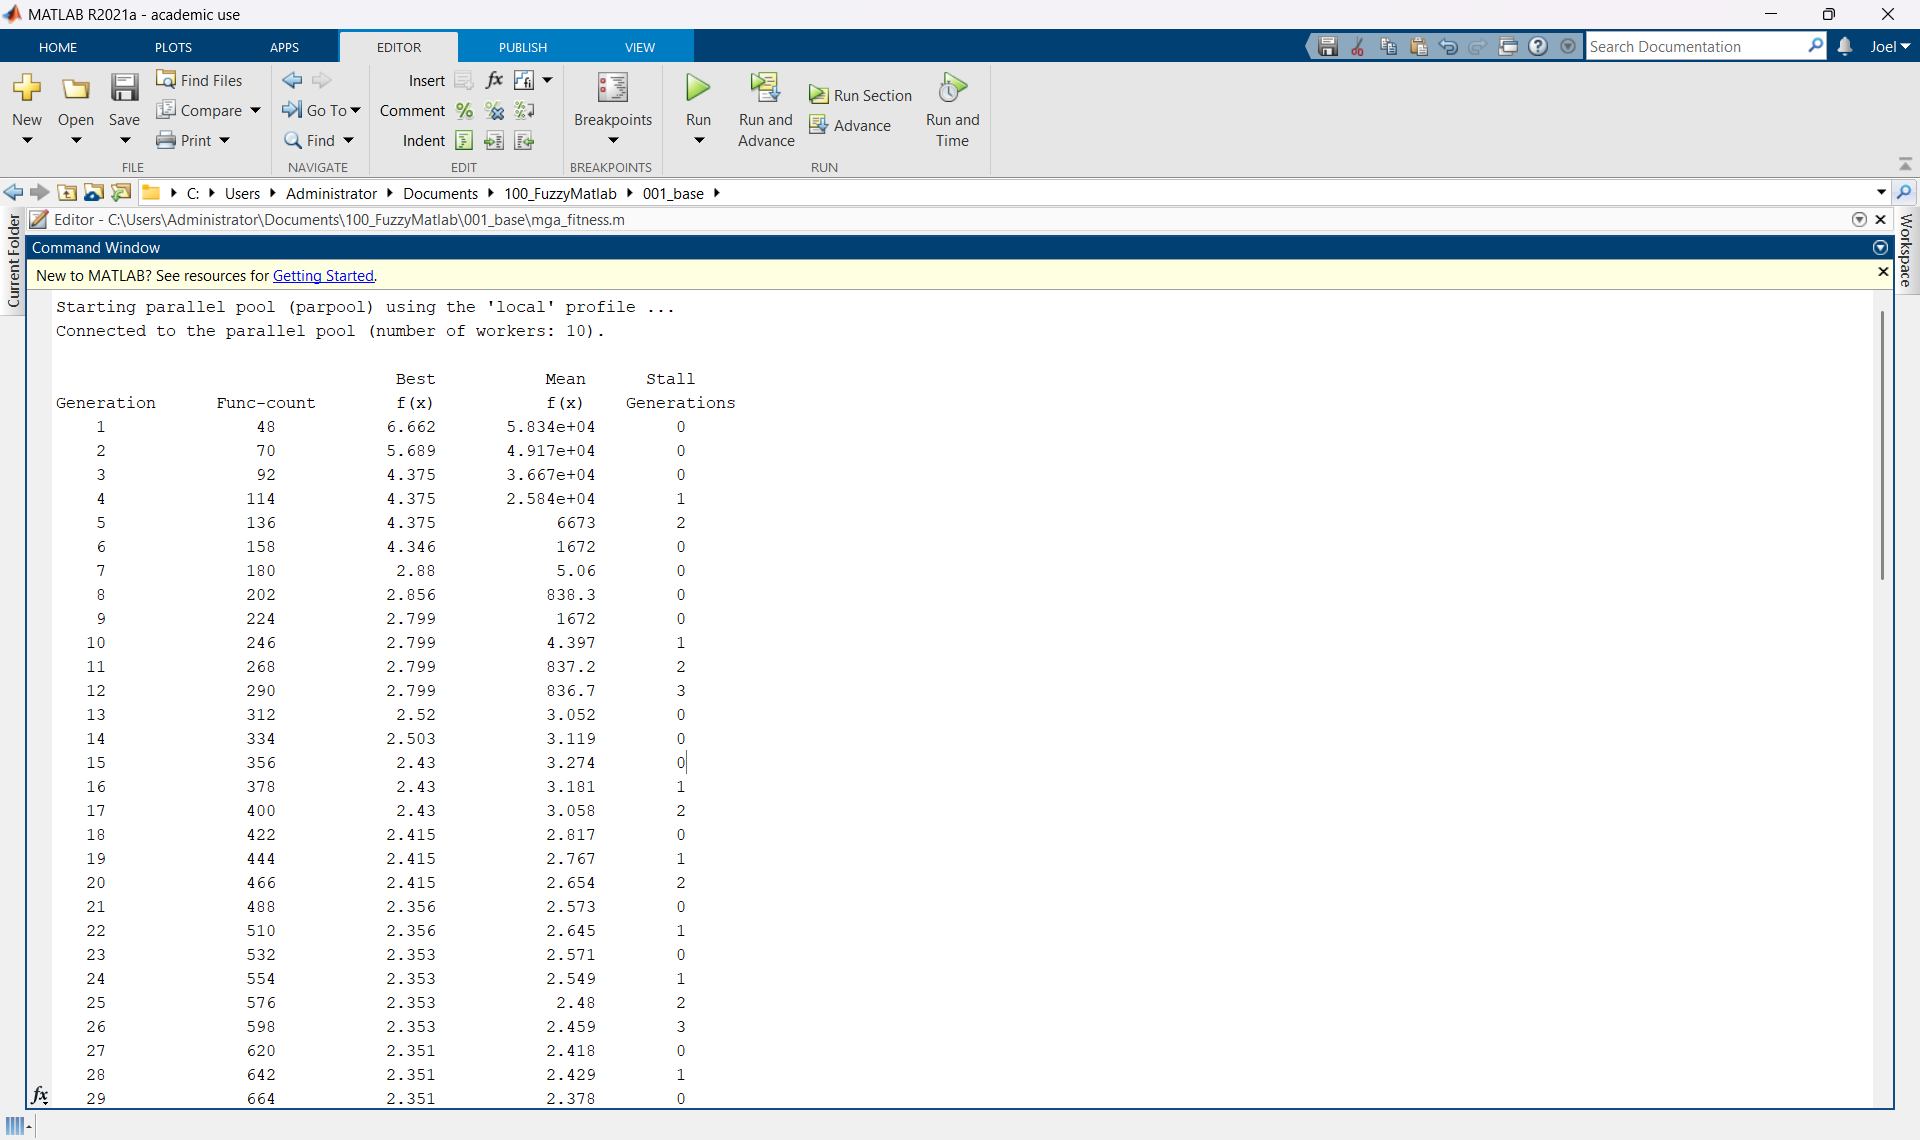 MATLAB R2021a - academic use
HOME PLOTS APPS EDITOR PUBLISH VIEW Search Documentation Joel
New Open Save Find Files Compare Print FILE
Go To Find NAVIGATE
Insert fx Comment Indent EDIT
Breakpoints BREAKPOINTS
Run Run and Advance Run Section Advance Run and Time RUN
C: Users Administrator Documents 100_FuzzyMatlab 001_base
Current Folder
Workspace
Editor - C:\Users\Administrator\Documents\100_FuzzyMatlab\001_base\mga_fitness.m
Command Window
New to MATLAB? See resources for Getting Started.
Starting parallel pool (parpool) using the 'local' profile ...
Connected to the parallel pool (number of workers: 10).
Best Mean Stall
Generation Func-count f(x) f(x) Generations
1 48 6.662 5.834e+04 0
2 70 5.689 4.917e+04 0
3 92 4.375 3.667e+04 0
4 114 4.375 2.584e+04 1
5 136 4.375 6673 2
6 158 4.346 1672 0
7 180 2.88 5.06 0
8 202 2.856 838.3 0
9 224 2.799 1672 0
10 246 2.799 4.397 1
11 268 2.799 837.2 2
12 290 2.799 836.7 3
13 312 2.52 3.052 0
14 334 2.503 3.119 0
15 356 2.43 3.274 0
16 378 2.43 3.181 1
17 400 2.43 3.058 2
18 422 2.415 2.817 0
19 444 2.415 2.767 1
20 466 2.415 2.654 2
21 488 2.356 2.573 0
22 510 2.356 2.645 1
23 532 2.353 2.571 0
24 554 2.353 2.549 1
25 576 2.353 2.48 2
26 598 2.353 2.459 3
27 620 2.351 2.418 0
28 642 2.351 2.429 1
29 664 2.351 2.378 0
fx